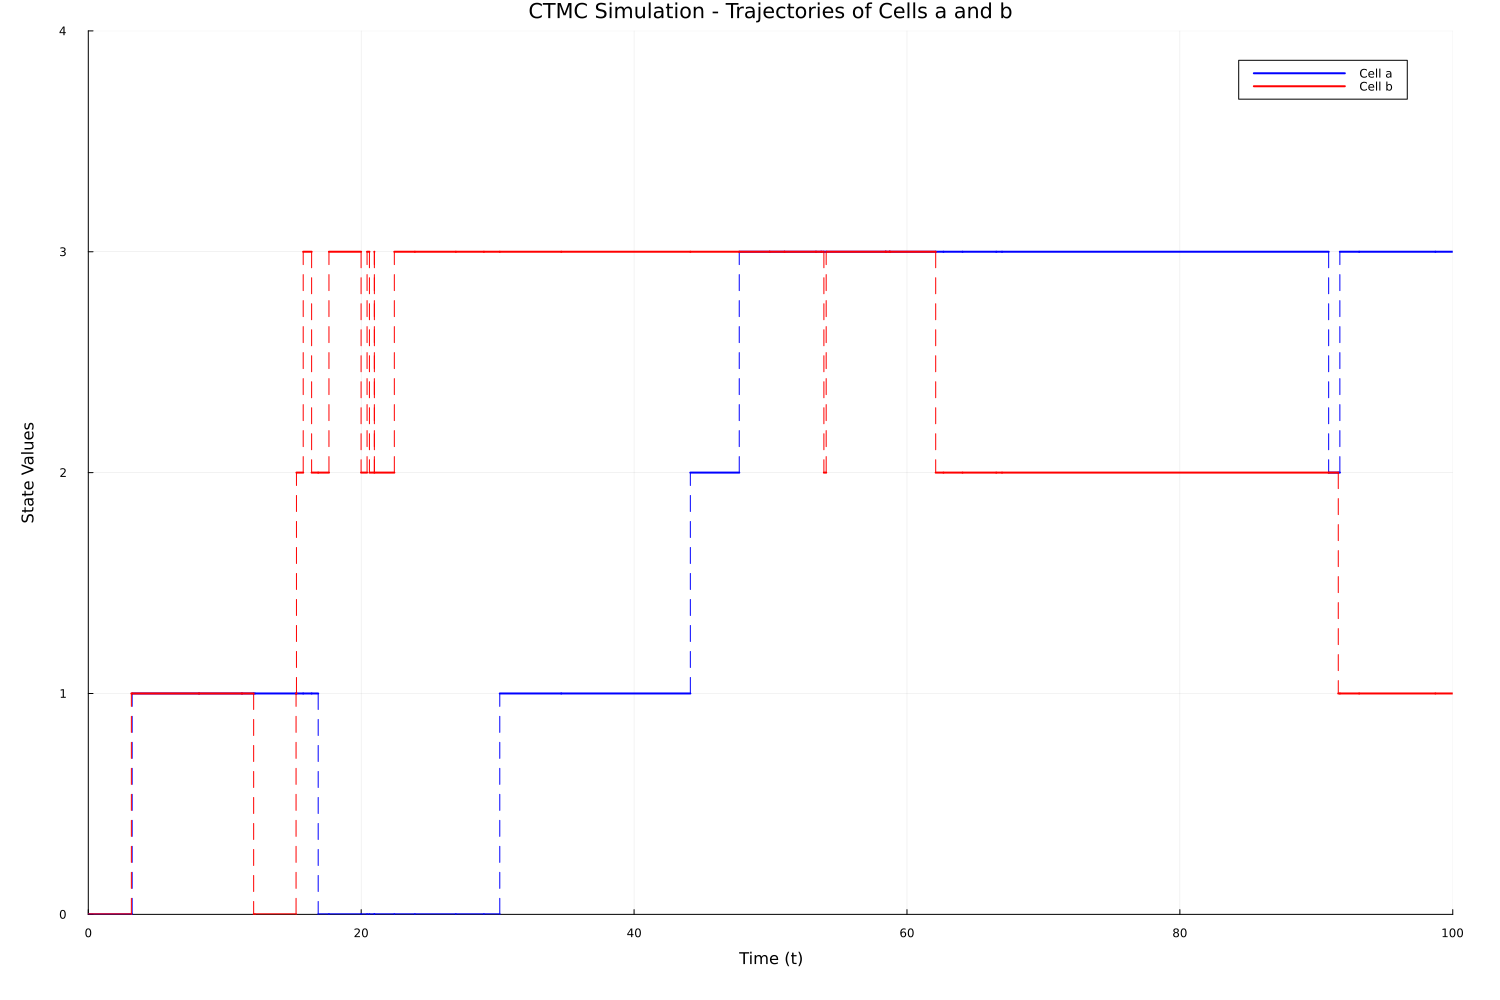 CTMC Simulation - Trajectories of Cells a and b
Cell a
Cell b
State Values
4
3
2
1
0
0 20 40 60 80 100
Time (t)